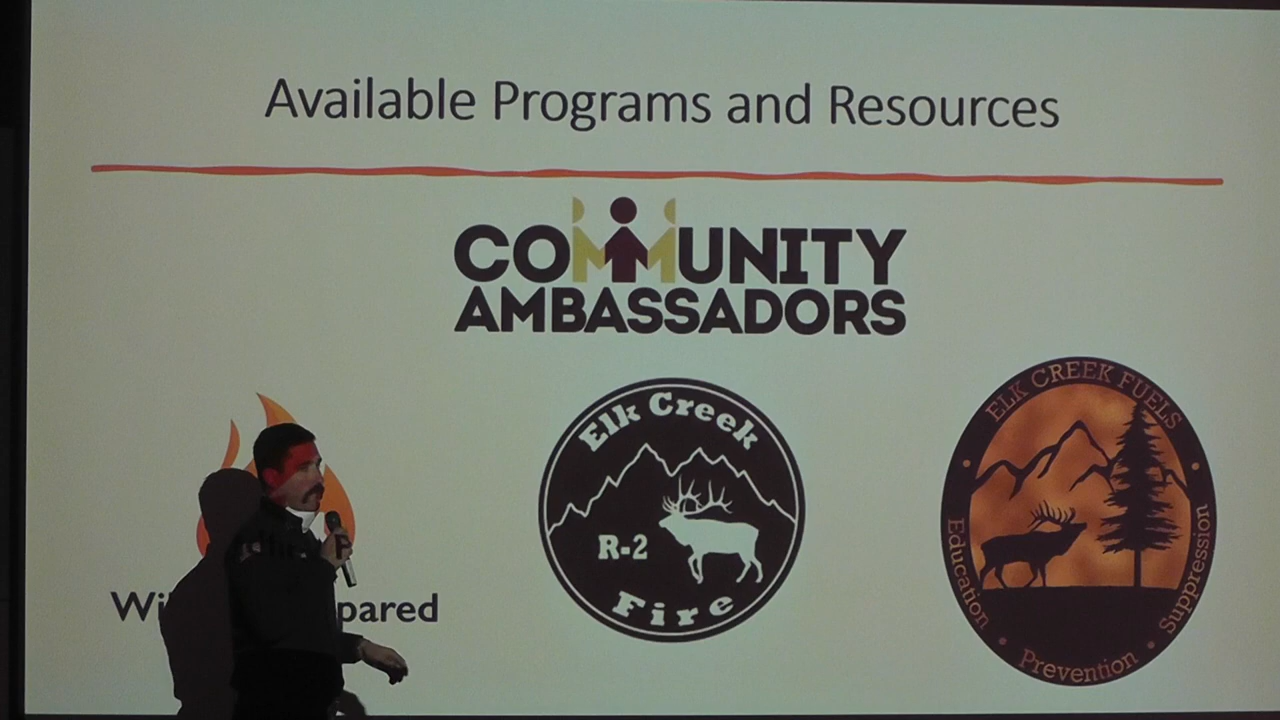 Available Programs and Resources
COMMUNITY
AMBASSADORS
Elk Creek
R-2
Fire
ELK CREEK FUELS
Education • Prevention • Suppression